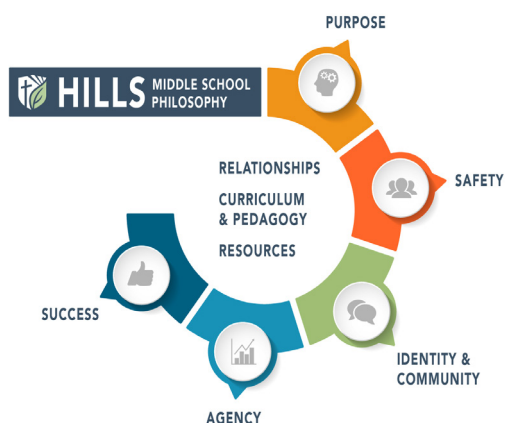 PURPOSE
HILLS MIDDLE SCHOOL
PHILOSOPHY
RELATIONSHIPS
CURRICULUM
& PEDAGOGY
RESOURCES
SAFETY
IDENTITY &
COMMUNITY
AGENCY
SUCCESS